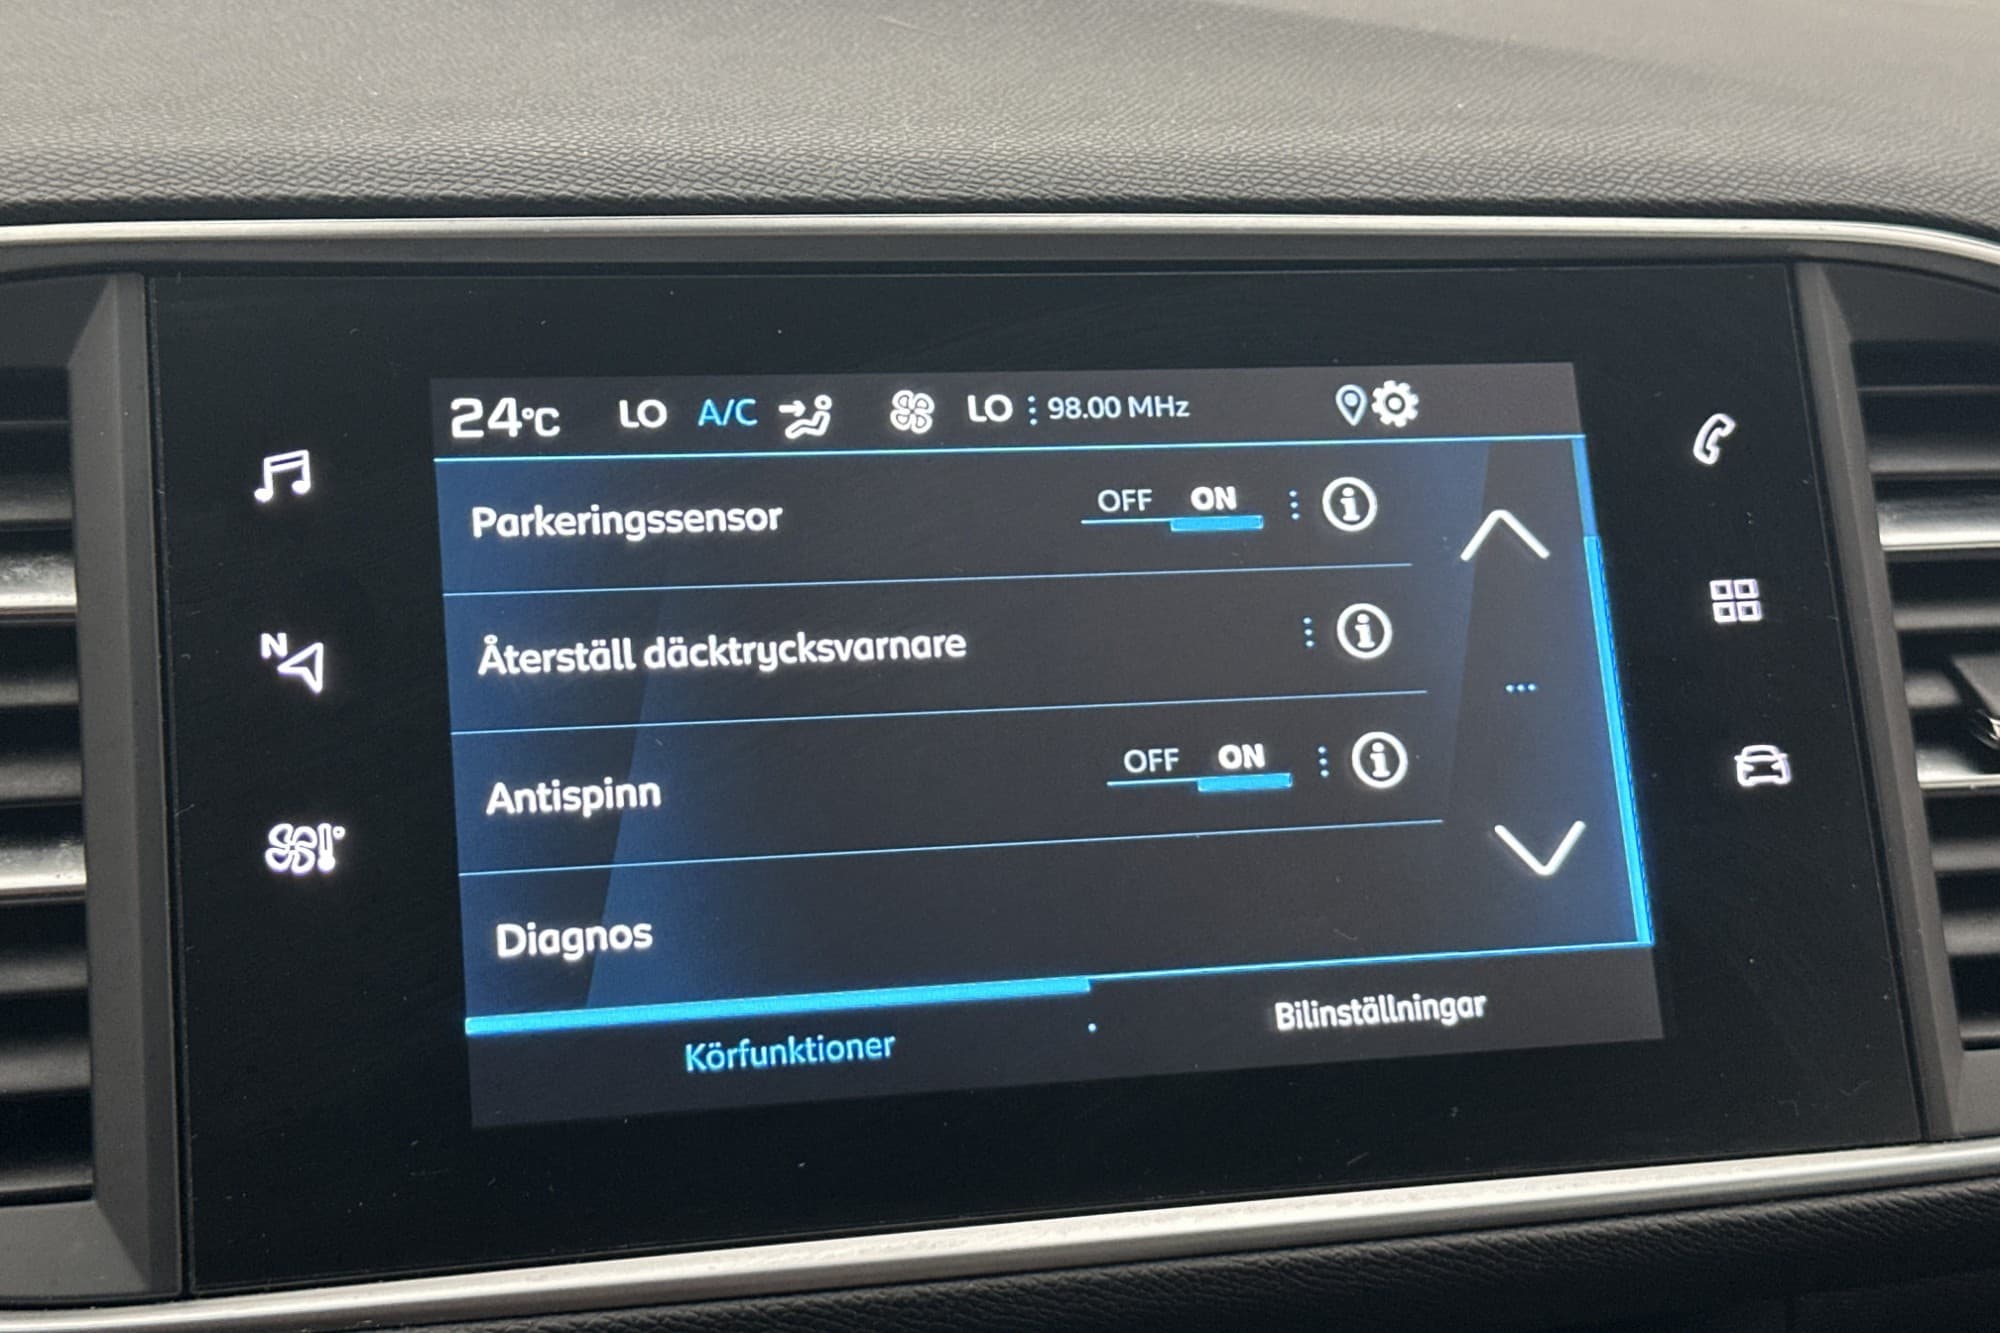 24°C LO A/C LO 98.00 MHz
Parkeringssensor OFF ON
N
Återställ däcktrycksvarnare
Antispinn OFF ON
Diagnos
Körfunktioner Bilinställningar